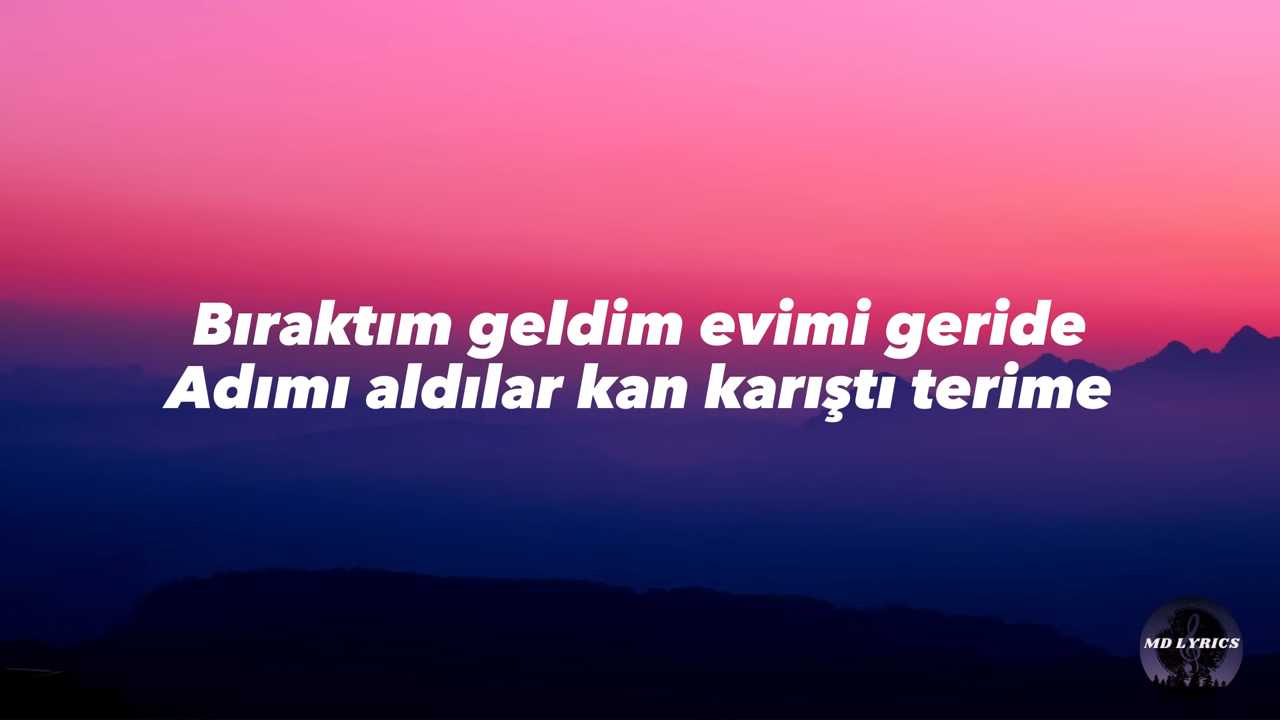 Bıraktım geldim evimi geride
Adımı aldılar kan karıştı terime
MD LYRICS